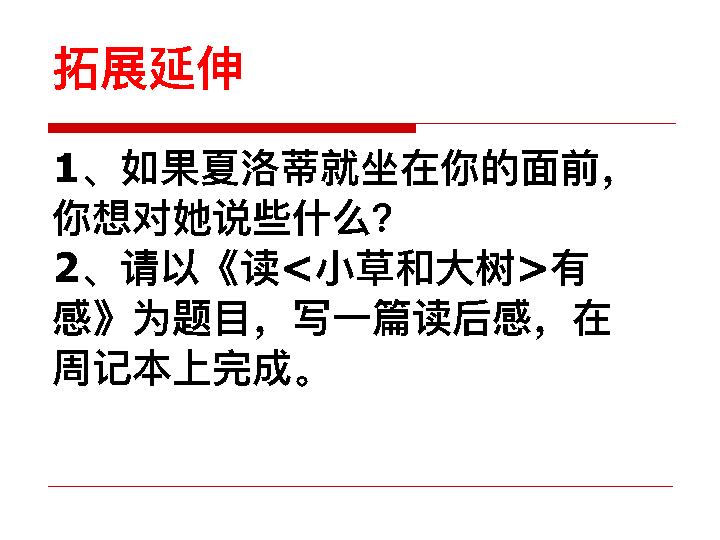 拓展延伸
1、如果夏洛蒂就坐在你的面前,
你想对她说些什么?
2、请以《读<小草和大树>有
感》为题目，写一篇读后感，在
周记本上完成。